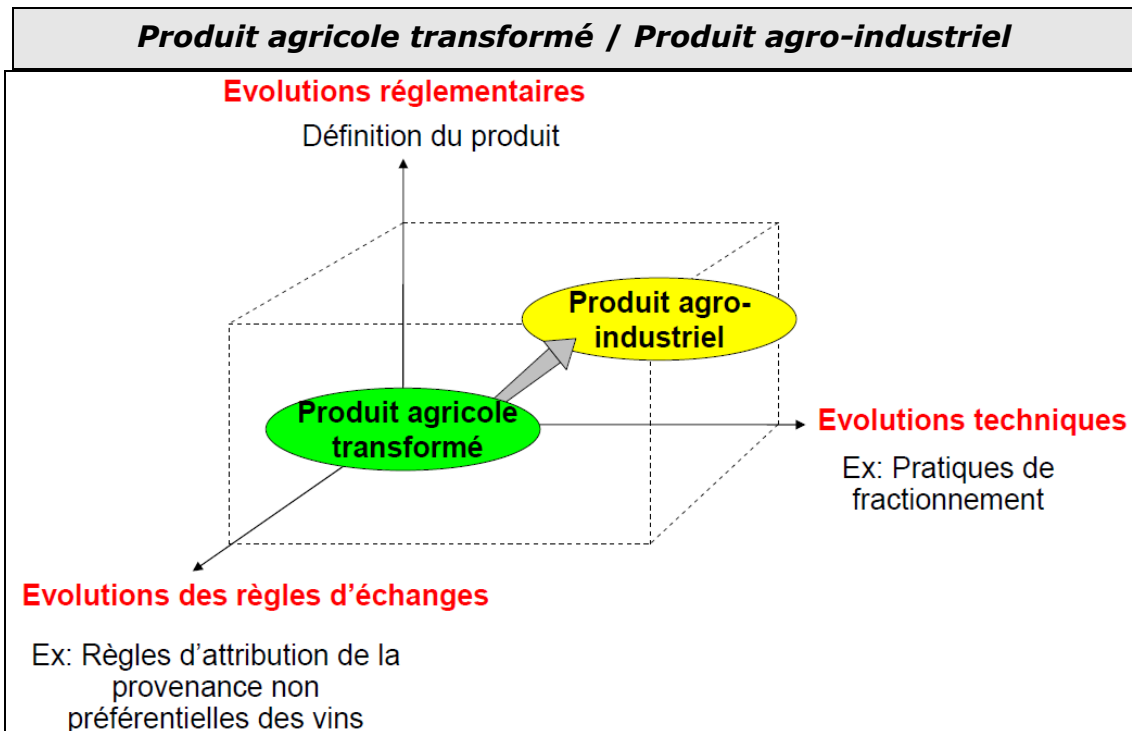 Produit agricole transformé / Produit agro-industriel
Evolutions réglementaires
Définition du produit
Produit agro-
industriel
Produit agricole
transformé
Evolutions techniques
Ex: Pratiques de
fractionnement
Evolutions des règles d’échanges
Ex: Règles d’attribution de la
provenance non
préférentielles des vins